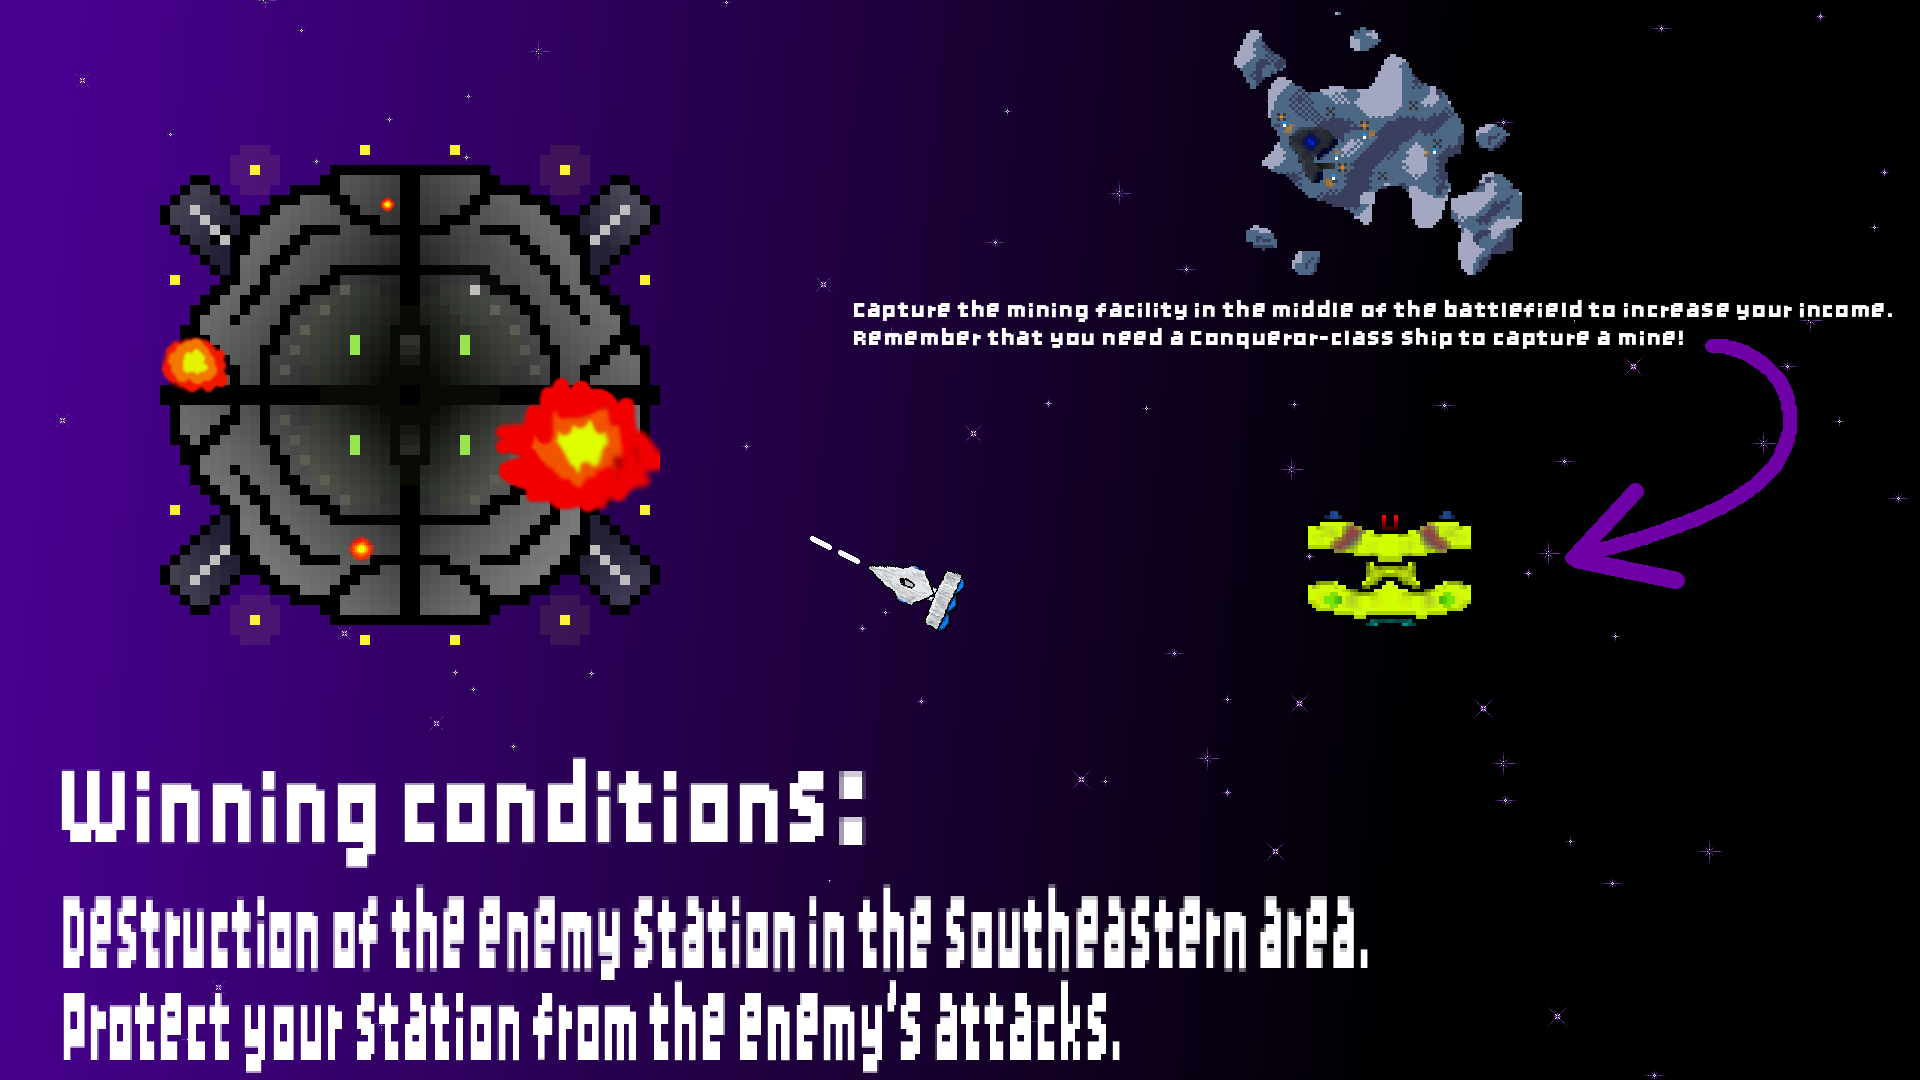 Capture the mining facility in the middle of the battlefield to increase your income.
Remember that you need a Conqueror-class ship to capture a mine!
Winning conditions:
Destruction of the enemy station in the southeastern area.
Protect your station from the enemy's attacks.